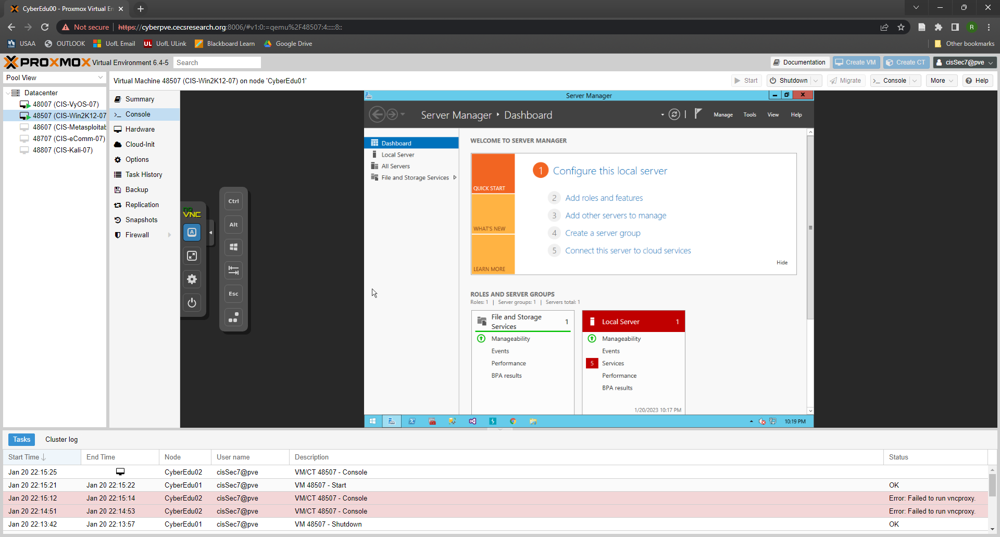 CyberEdu00 - Proxmox Virtual En
Not secure
https://cyberpve.cecsresearch.org:8006/#v1:0:=qemu%2F48507:4:::::8::
R
USAA
OUTLOOK
UofL Email
UL UofL ULink
Blackboard Learn
Google Drive
Other bookmarks
PROXMOX Virtual Environment 6.4-5
Search
Documentation
Create VM
Create CT
cisSec7@pve
Pool View
Virtual Machine 48507 (CIS-Win2K12-07) on node 'CyberEdu01'
Start
Shutdown
Migrate
Console
More
Help
Datacenter
48007 (CIS-VyOS-07)
48507 (CIS-Win2K12-07
48607 (CIS-Metasploitab
48707 (CIS-eComm-07)
48807 (CIS-Kali-07)
Summary
Console
Hardware
Cloud-Init
Options
Task History
Backup
Replication
Snapshots
Firewall
no
VNC
A
Ctrl
Alt
Esc
Server Manager
Server Manager
Dashboard
Manage
Tools
View
Help
Dashboard
Local Server
All Servers
File and Storage Services
WELCOME TO SERVER MANAGER
QUICK START
WHAT'S NEW
LEARN MORE
1 Configure this local server
2 Add roles and features
3 Add other servers to manage
4 Create a server group
5 Connect this server to cloud services
Hide
ROLES AND SERVER GROUPS
Roles: 1 | Server groups: 1 | Servers total: 1
File and Storage
Services
1
Manageability
Events
Performance
BPA results
Local Server 1
Manageability
Events
5 Services
Performance
BPA results
1/20/2023 10:17 PM
10:19 PM
Tasks
Cluster log
Start Time End Time Node User name Description Status
Jan 20 22:15:25 CyberEdu02 cisSec7@pve VM/CT 48507 - Console
Jan 20 22:15:21 Jan 20 22:15:22 CyberEdu01 cisSec7@pve VM 48507 - Start OK
Jan 20 22:15:12 Jan 20 22:15:14 CyberEdu02 cisSec7@pve VM/CT 48507 - Console Error: Failed to run vncproxy.
Jan 20 22:14:51 Jan 20 22:14:53 CyberEdu02 cisSec7@pve VM/CT 48507 - Console Error: Failed to run vncproxy.
Jan 20 22:13:42 Jan 20 22:13:57 CyberEdu01 cisSec7@pve VM 48507 - Shutdown OK